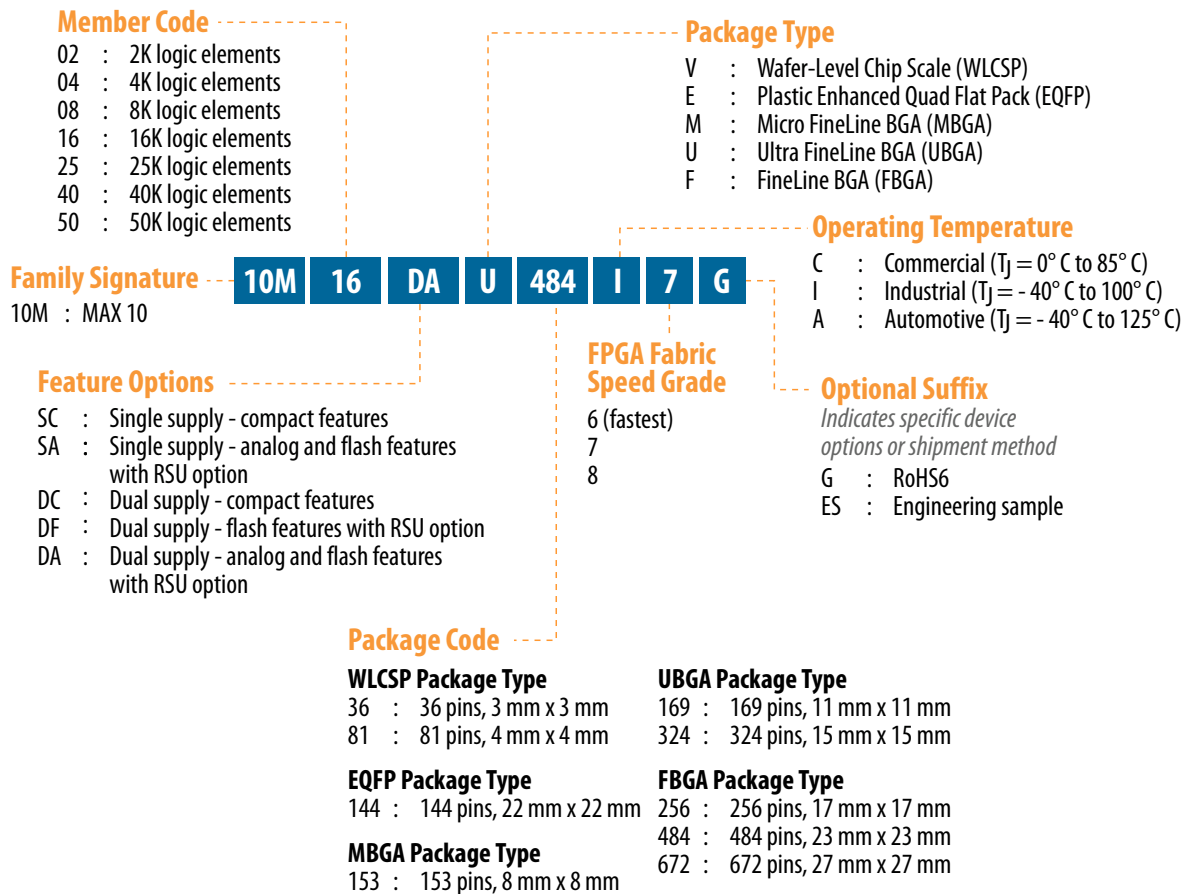 Member Code
02 : 2K logic elements
04 : 4K logic elements
08 : 8K logic elements
16 : 16K logic elements
25 : 25K logic elements
40 : 40K logic elements
50 : 50K logic elements
Package Type
V : Wafer-Level Chip Scale (WLCSP)
E : Plastic Enhanced Quad Flat Pack (EQFP)
M : Micro FineLine BGA (MBGA)
U : Ultra FineLine BGA (UBGA)
F : FineLine BGA (FBGA)
Family Signature
10M : MAX 10
10M 16 DA U 484 I 7 G
Operating Temperature
C : Commercial (TJ = 0° C to 85° C)
I : Industrial (TJ = - 40° C to 100° C)
A : Automotive (TJ = - 40° C to 125° C)
Feature Options
SC : Single supply - compact features
SA : Single supply - analog and flash features
with RSU option
DC : Dual supply - compact features
DF : Dual supply - flash features with RSU option
DA : Dual supply - analog and flash features
with RSU option
FPGA Fabric
Speed Grade
6 (fastest)
7
8
Optional Suffix
Indicates specific device
options or shipment method
G : RoHS6
ES : Engineering sample
Package Code
WLCSP Package Type
36 : 36 pins, 3 mm x 3 mm
81 : 81 pins, 4 mm x 4 mm
EQFP Package Type
144 : 144 pins, 22 mm x 22 mm
MBGA Package Type
153 : 153 pins, 8 mm x 8 mm
UBGA Package Type
169 : 169 pins, 11 mm x 11 mm
324 : 324 pins, 15 mm x 15 mm
FBGA Package Type
256 : 256 pins, 17 mm x 17 mm
484 : 484 pins, 23 mm x 23 mm
672 : 672 pins, 27 mm x 27 mm